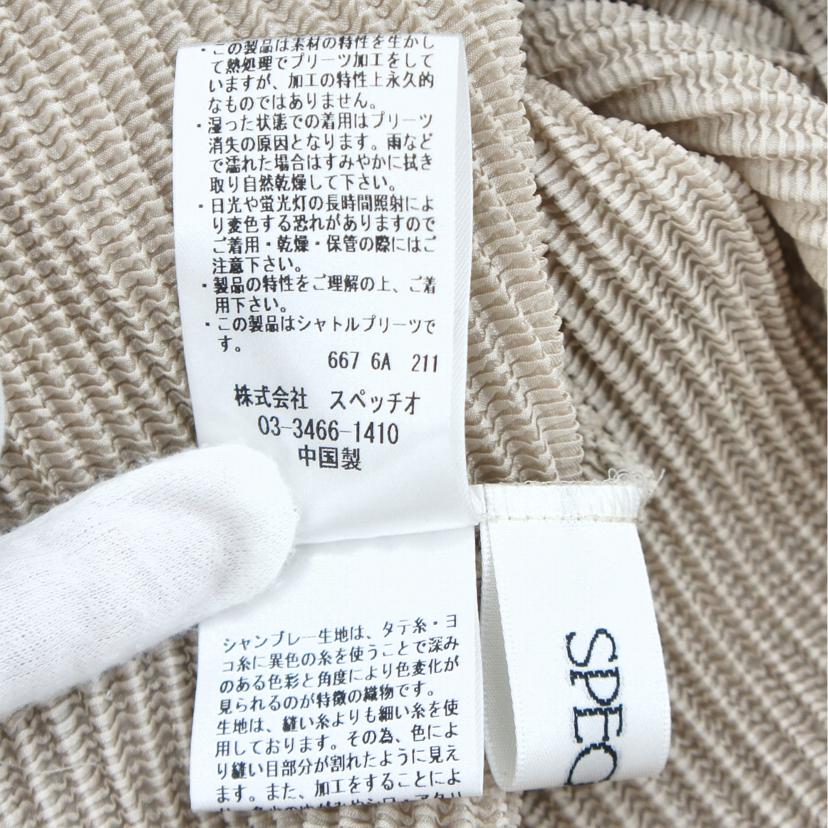 ・この製品は素材の特性を生かし
て熱処理でプリーツ加工をして
いますが、加工の特性上永久的
なものではありません。
・湿った状態での着用はプリーツ
消失の原因となります。雨など
で濡れた場合はすみやかに拭き
取り自然乾燥して下さい。
・日光や蛍光灯の長時間照射によ
り変色する恐れがありますので
ご着用・乾燥・保管の際にはご
注意下さい。
・製品の特性をご理解の上、ご着
用下さい。
・この製品はシャトルプリーツで
す。
667 6A 211
株式会社 スペッチオ
03-3466-1410
中国製
シャンブレー生地は、タテ糸・ヨ
コ糸に異色の糸を使うことで深み
のある色彩と角度により色変化が
見られるのが特徴の織物です。
生地は、縫い糸よりも細い糸を使
用しております。その為、色によ
り縫い目部分が割れたように見え
ます。また、加工をすることによ
SPEC